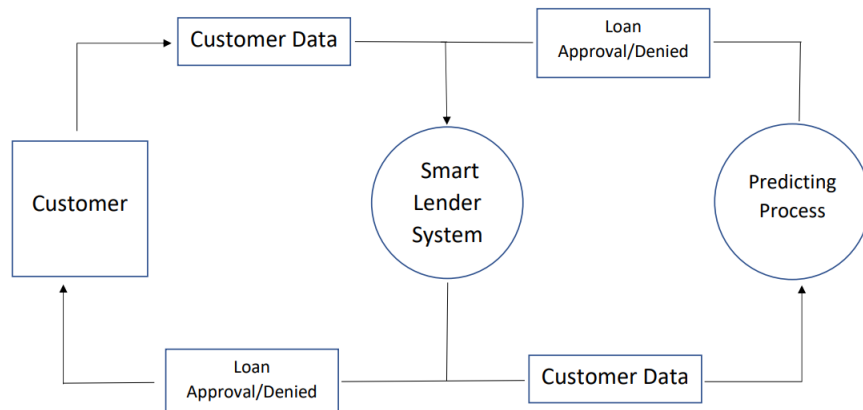 Customer Data
Loan
Approval/Denied
Customer
Smart
Lender
System
Predicting
Process
Loan
Approval/Denied
Customer Data